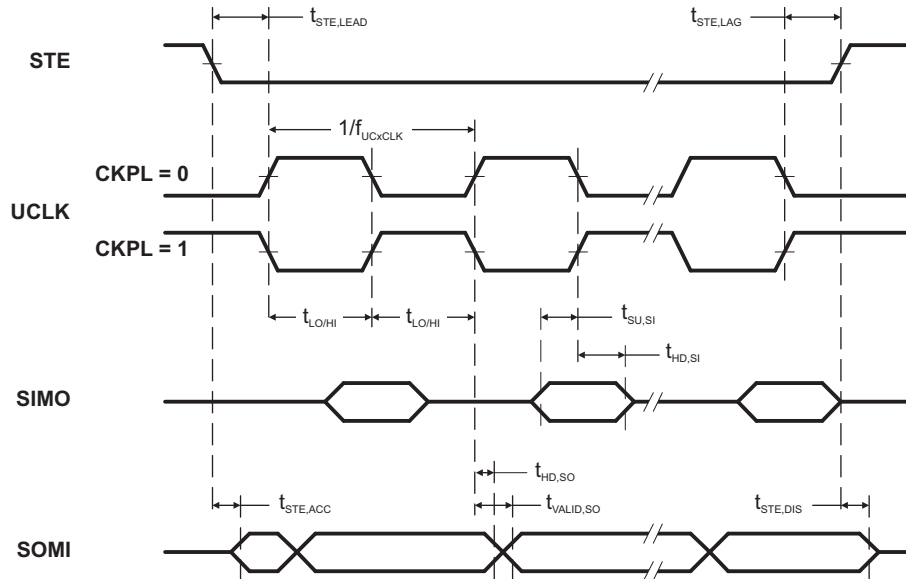 tSTE,LEAD
tSTE,LAG
STE
1/fUCxCLK
CKPL = 0
UCLK
CKPL = 1
tLO/HI tLO/HI
tSU,SI
tHD,SI
SIMO
tHD,SO
tSTE,ACC
tVALID,SO
tSTE,DIS
SOMI